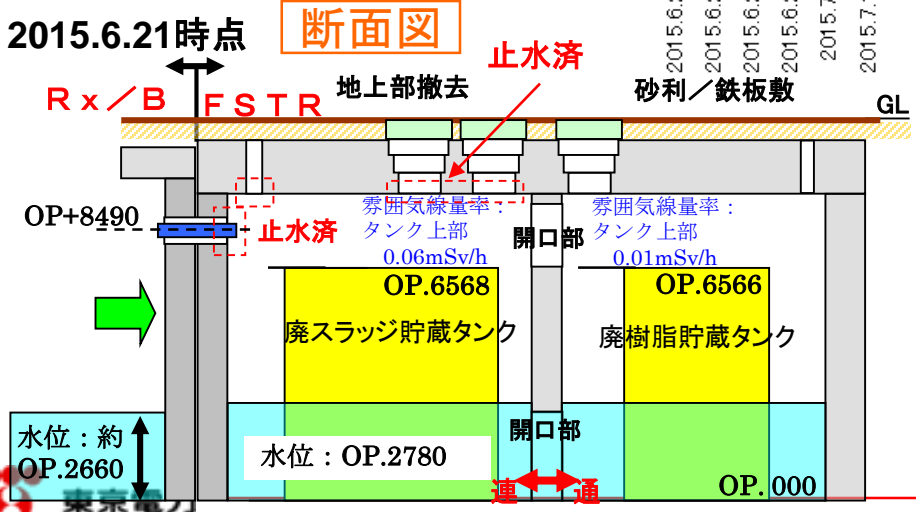 断面図
2015.6.21時点
止水済
地上部撤去
砂利／鉄板敷
Ｒｘ／Ｂ
ＦＳＴＲ
GL
OP+8490
止水済
雰囲気線量率：
タンク上部
0.06mSv/h
開口部
雰囲気線量率：
タンク上部
0.01mSv/h
OP.6568
OP.6566
廃スラッジ貯蔵タンク
廃樹脂貯蔵タンク
水位：約
OP.2660
水位：OP.2780
開口部
連通
OP.000
東京電力